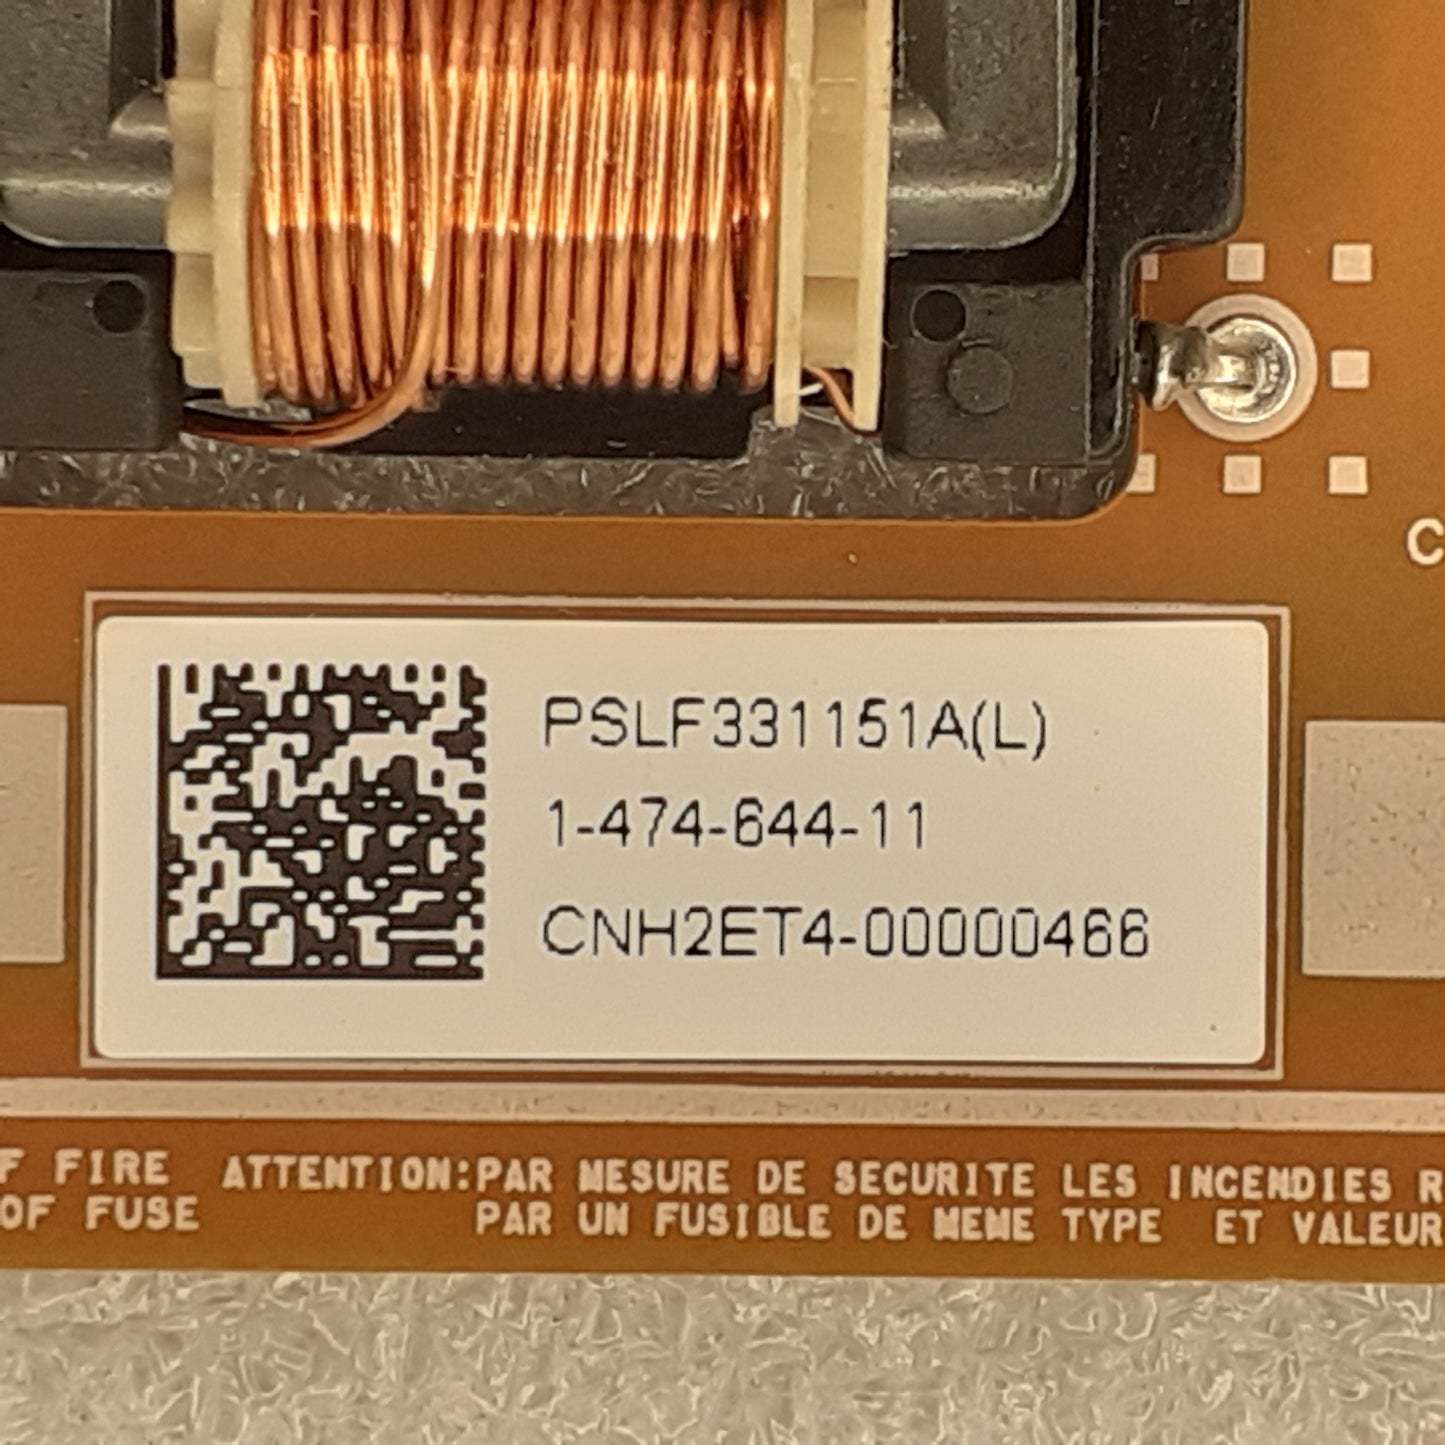 C
PSLF331151A(L)
1-474-644-11
CNH2ET4-00000466
F FIRE ATTENTION:PAR MESURE DE SECURITE LES INCENDIES R
OF FUSE PAR UN FUSIBLE DE MEME TYPE ET VALEUR